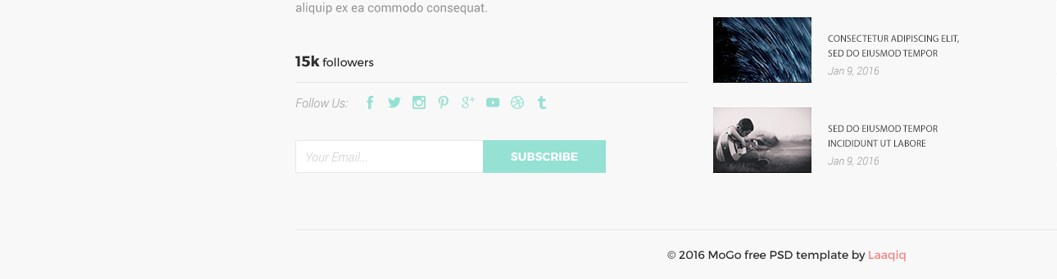 aliquip ex ea commodo consequat.
15k followers
Follow Us:
Your Email...
SUBSCRIBE
CONSECTETUR ADIPISCING ELIT,
SED DO EIUSMOD TEMPOR
Jan 9, 2016
SED DO EIUSMOD TEMPOR
INCIDIDUNT UT LABORE
Jan 9, 2016
© 2016 MoGo free PSD template by Laaqiq